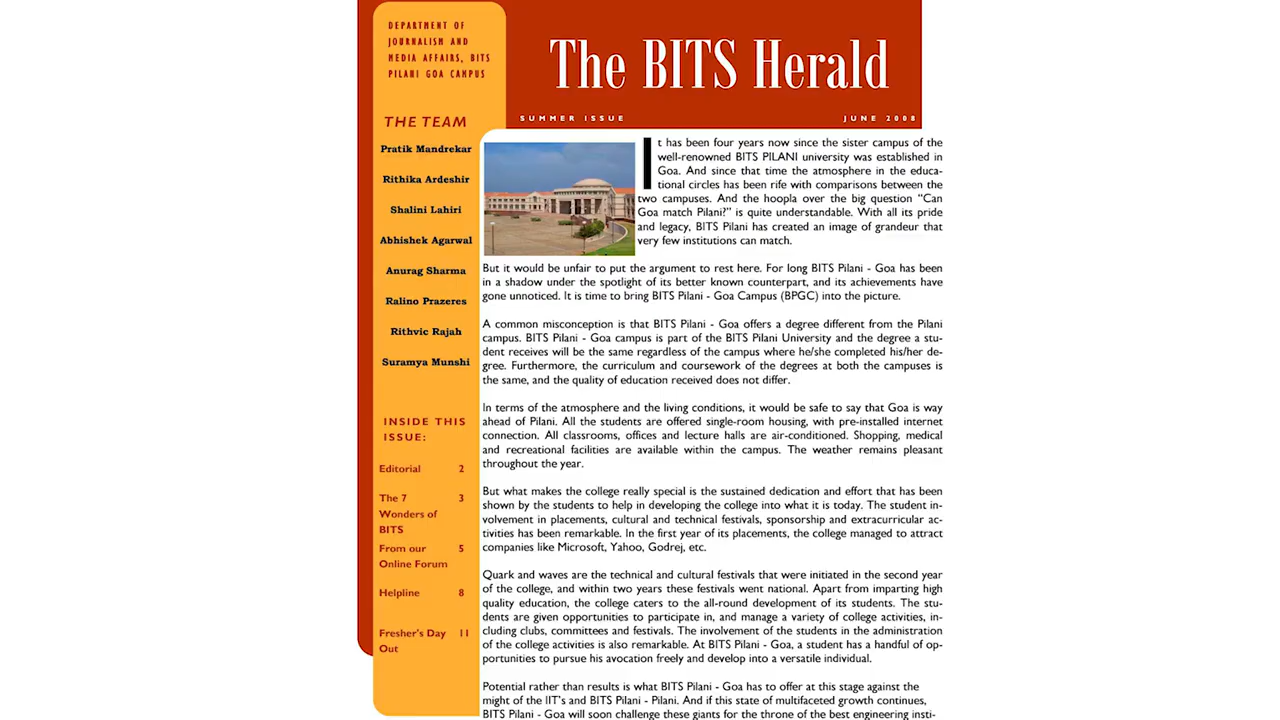 DEPARTMENT OF
JOURNALISM AND
MEDIA AFFAIRS, BITS
PILANI GOA CAMPUS
The BITS Herald
SUMMER ISSUE
JUNE 2008
THE TEAM
Pratik Mandrekar
Rithika Ardeshir
Shalini Lahiri
Abhishek Agarwal
Anurag Sharma
Ralino Prazeres
Rithvic Rajah
Suramya Munshi
INSIDE THIS
ISSUE:
Editorial 2
The 7 3
Wonders of
BITS
From our 5
Online Forum
Helpline 8
Fresher's Day 11
Out
It has been four years now since the sister campus of the
well-renowned BITS PILANI university was established in
Goa. And since that time the atmosphere in the educa-
tional circles has been rife with comparisons between the
two campuses. And the hoopla over the big question “Can
Goa match Pilani?” is quite understandable. With all its pride
and legacy, BITS Pilani has created an image of grandeur that
very few institutions can match.
But it would be unfair to put the argument to rest here. For long BITS Pilani - Goa has been
in a shadow under the spotlight of its better known counterpart, and its achievements have
gone unnoticed. It is time to bring BITS Pilani - Goa Campus (BPGC) into the picture.
A common misconception is that BITS Pilani - Goa offers a degree different from the Pilani
campus. BITS Pilani - Goa campus is part of the BITS Pilani University and the degree a stu-
dent receives will be the same regardless of the campus where he/she completed his/her de-
gree. Furthermore, the curriculum and coursework of the degrees at both the campuses is
the same, and the quality of education received does not differ.
In terms of the atmosphere and the living conditions, it would be safe to say that Goa is way
ahead of Pilani. All the students are offered single-room housing, with pre-installed internet
connection. All classrooms, offices and lecture halls are air-conditioned. Shopping, medical
and recreational facilities are available within the campus. The weather remains pleasant
throughout the year.
But what makes the college really special is the sustained dedication and effort that has been
shown by the students to help in developing the college into what it is today. The student in-
volvement in placements, cultural and technical festivals, sponsorship and extracurricular ac-
tivities has been remarkable. In the first year of its placements, the college managed to attract
companies like Microsoft, Yahoo, Godrej, etc.
Quark and waves are the technical and cultural festivals that were initiated in the second year
of the college, and within two years these festivals went national. Apart from imparting high
quality education, the college caters to the all-round development of its students. The stu-
dents are given opportunities to participate in, and manage a variety of college activities, in-
cluding clubs, committees and festivals. The involvement of the students in the administration
of the college activities is also remarkable. At BITS Pilani - Goa, a student has a handful of op-
portunities to pursue his avocation freely and develop into a versatile individual.
Potential rather than results is what BITS Pilani - Goa has to offer at this stage against the
might of the IIT's and BITS Pilani - Pilani. And if this state of multifaceted growth continues,
BITS Pilani - Goa will soon challenge these giants for the throne of the best engineering insti-